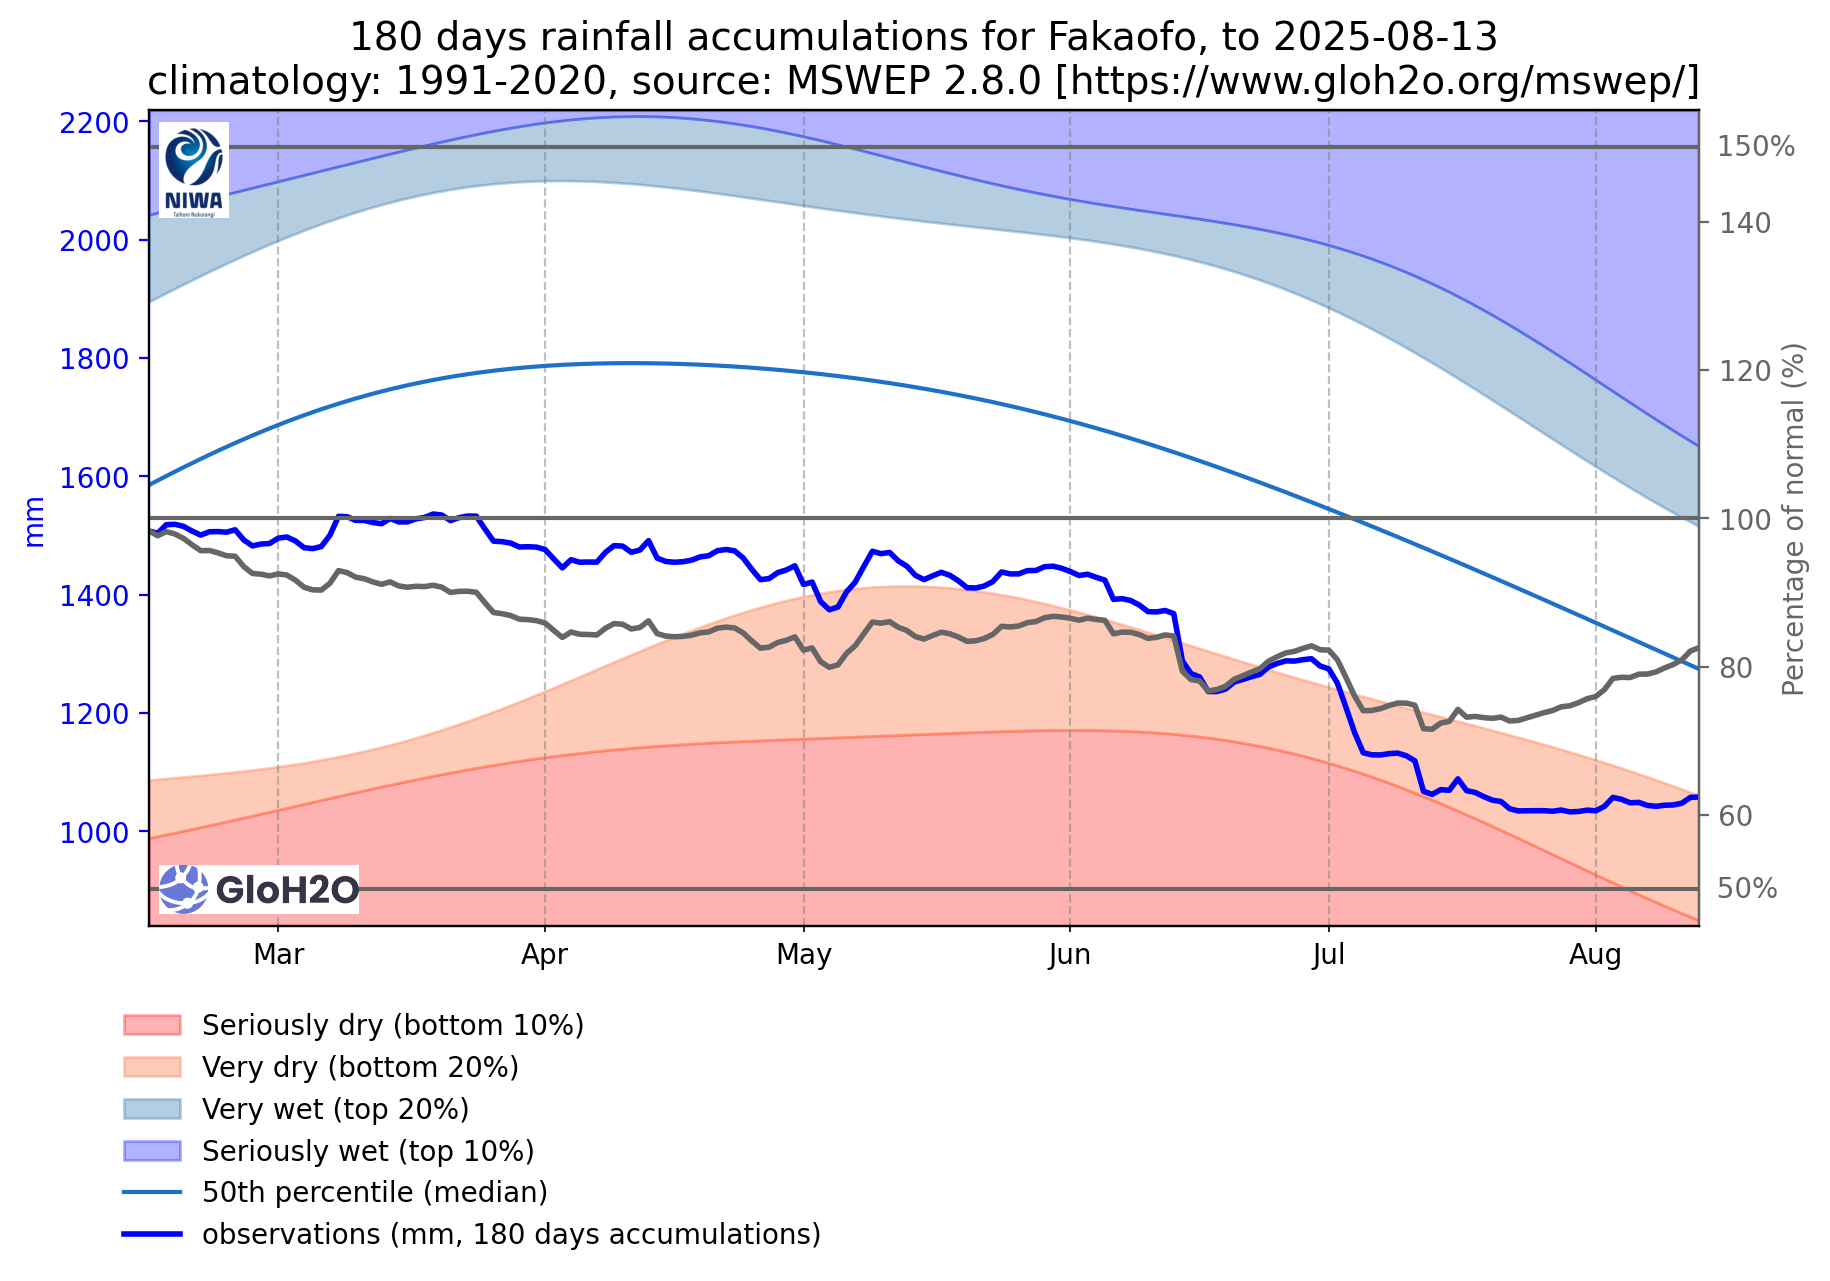 180 days rainfall accumulations for Fakaofo, to 2025-08-13
climatology: 1991-2020, source: MSWEP 2.8.0 [https://www.gloh2o.org/mswep/]
2200
2000
1800
1600
1400
1200
1000
mm
NIWA
Taihoro Nukurangi
GloH2O
150%
140
120
100
80
60
50%
Percentage of normal (%)
Mar
Apr
May
Jun
Jul
Aug
Seriously dry (bottom 10%)
Very dry (bottom 20%)
Very wet (top 20%)
Seriously wet (top 10%)
50th percentile (median)
observations (mm, 180 days accumulations)